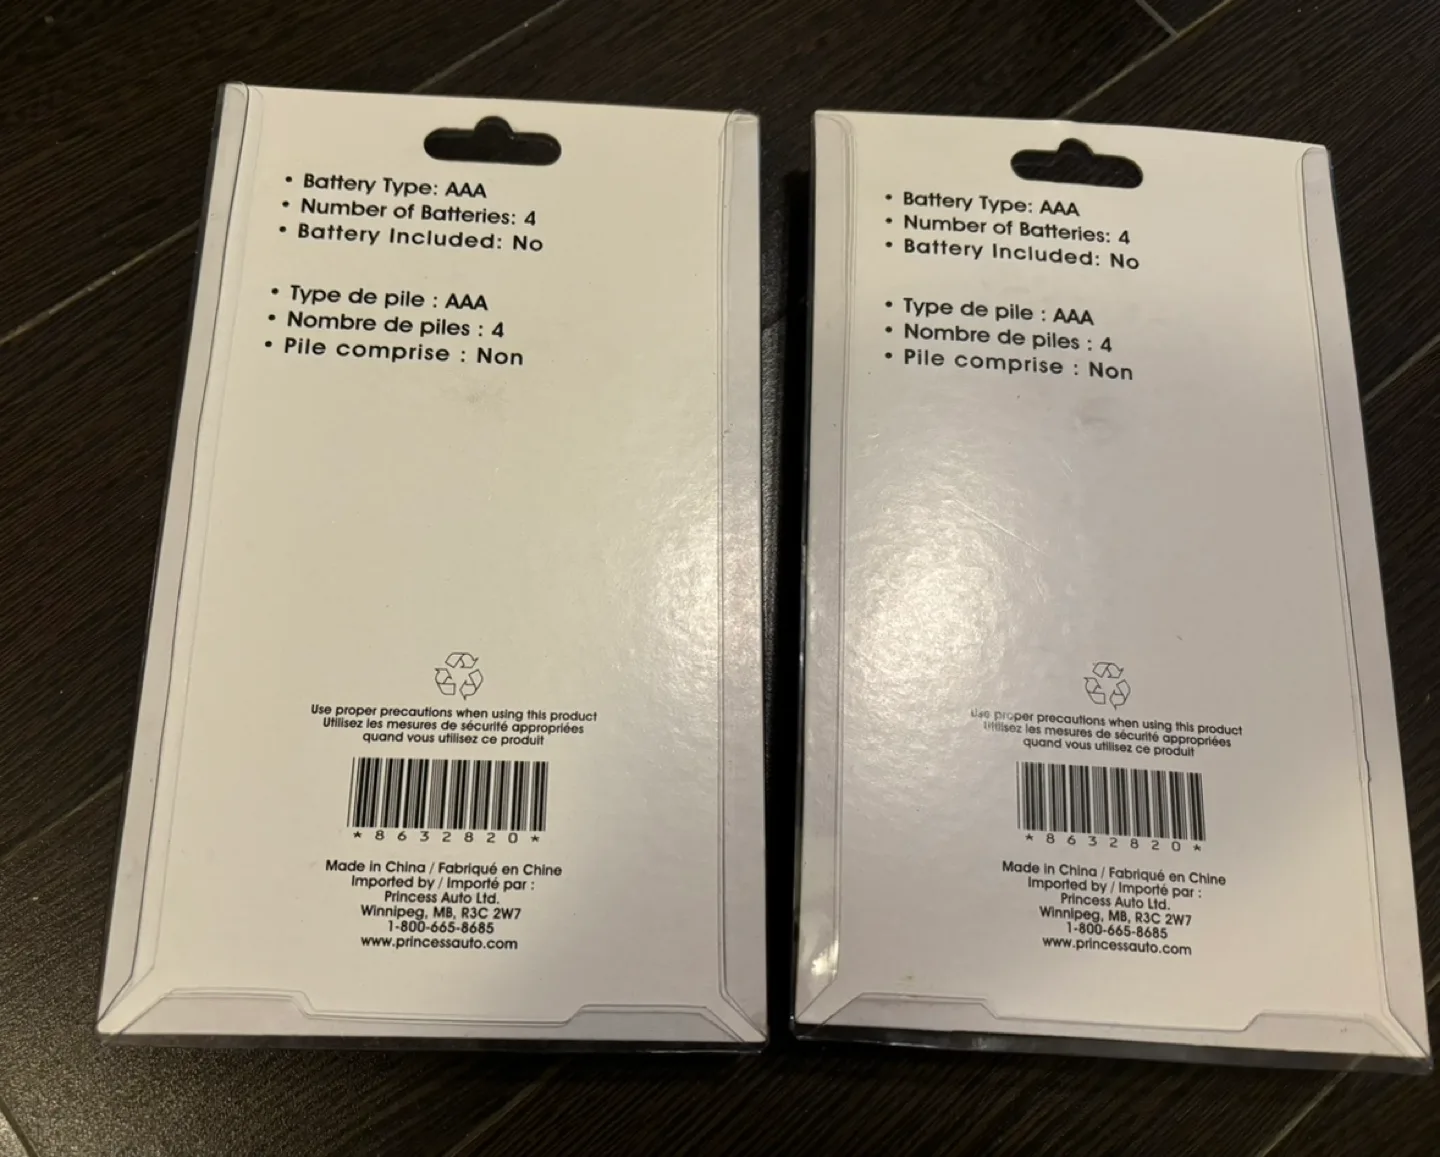 • Battery Type: AAA
• Number of Batteries: 4
• Battery Included: No
• Type de pile : AAA
• Nombre de piles : 4
• Pile comprise : Non
Use proper precautions when using this product
Utilisez les mesures de sécurité appropriées
quand vous utilisez ce produit
*8632820*
Made in China / Fabriqué en Chine
Imported by / Importé par :
Princess Auto Ltd.
Winnipeg, MB, R3C 2W7
1-800-665-8685
www.princessauto.com
• Battery Type: AAA
• Number of Batteries: 4
• Battery Included: No
• Type de pile : AAA
• Nombre de piles : 4
• Pile comprise : Non
Use proper precautions when using this product
Utilisez les mesures de sécurité appropriées
quand vous utilisez ce produit
*8632820*
Made in China / Fabriqué en Chine
Imported by / Importé par :
Princess Auto Ltd.
Winnipeg, MB, R3C 2W7
1-800-665-8685
www.princessauto.com